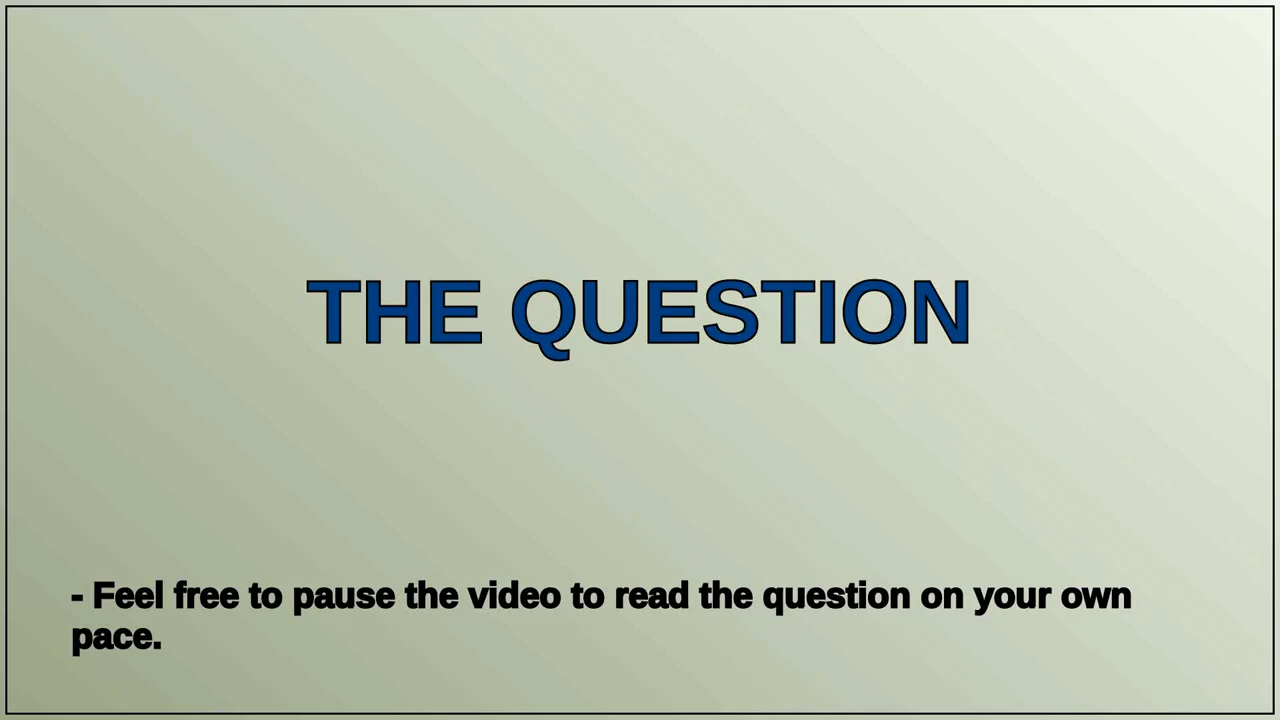 THE QUESTION
- Feel free to pause the video to read the question on your own
pace.